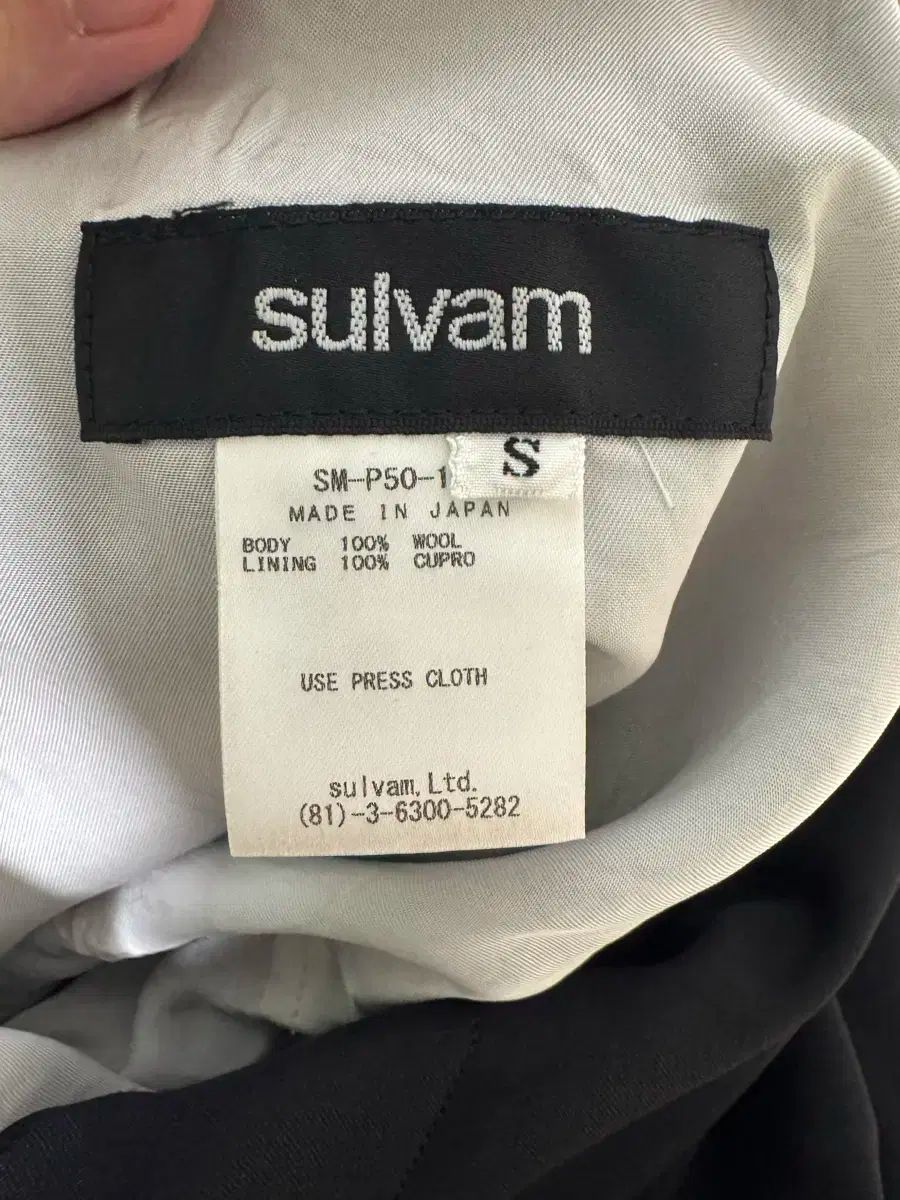 sulvam
S
SM-P50-1
MADE IN JAPAN
BODY 100% WOOL
LINING 100% CUPRO
USE PRESS CLOTH
sulvam, Ltd.
(81)-3-6300-5282